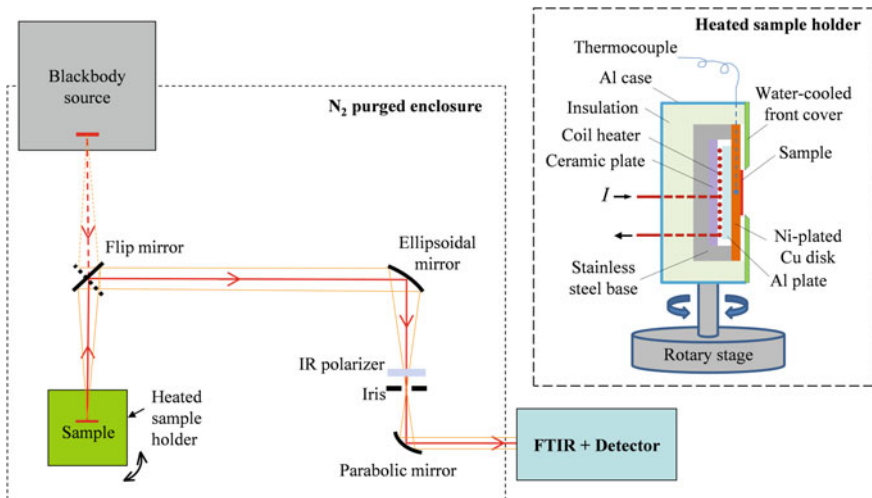 Blackbody
source
N₂ purged enclosure
Flip mirror
Ellipsoidal
mirror
IR polarizer
Iris
Sample
Heated
sample
holder
Parabolic mirror
FTIR + Detector
Heated sample holder
Thermocouple
Al case
Insulation
Coil heater
Ceramic plate
I
Water-cooled
front cover
Sample
Ni-plated
Cu disk
Al plate
Stainless
steel base
Rotary stage